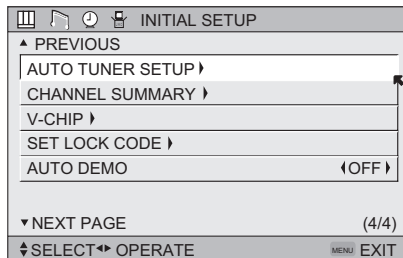 INITIAL SETUP
PREVIOUS
AUTO TUNER SETUP
CHANNEL SUMMARY
V-CHIP
SET LOCK CODE
AUTO DEMO OFF
NEXT PAGE (4/4)
SELECT OPERATE MENU EXIT